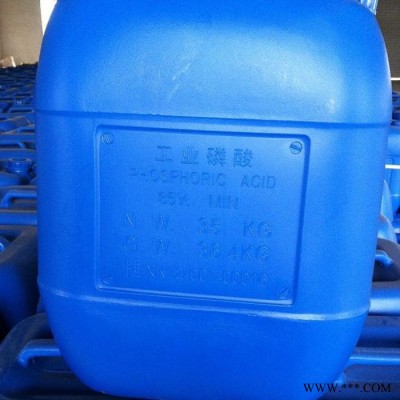 工业磷酸
PHOSPHORIC ACID
85% MIN
N W. 35 KG
G W. 36.4KG
WWW.***.COM